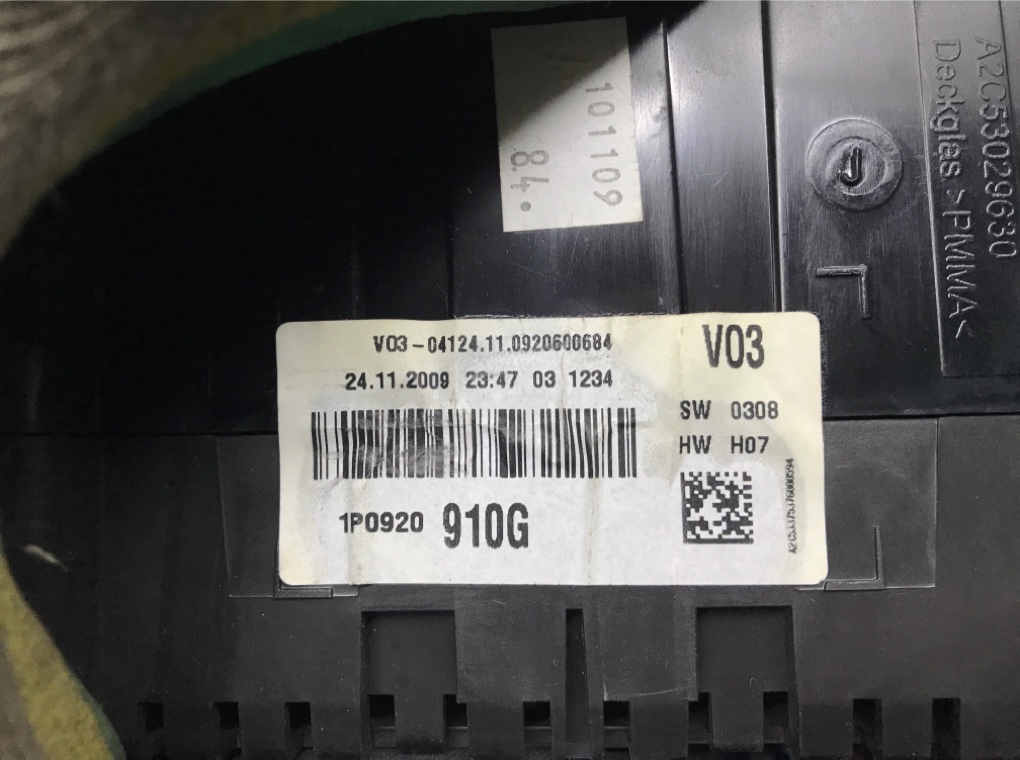 101109
84.
A2C53029630
Deckglas >PMMA<
V03-04124.11.0920600684
24.11.2009 23:47 03 1234
V03
SW 0308
HW H07
1P0920 910G